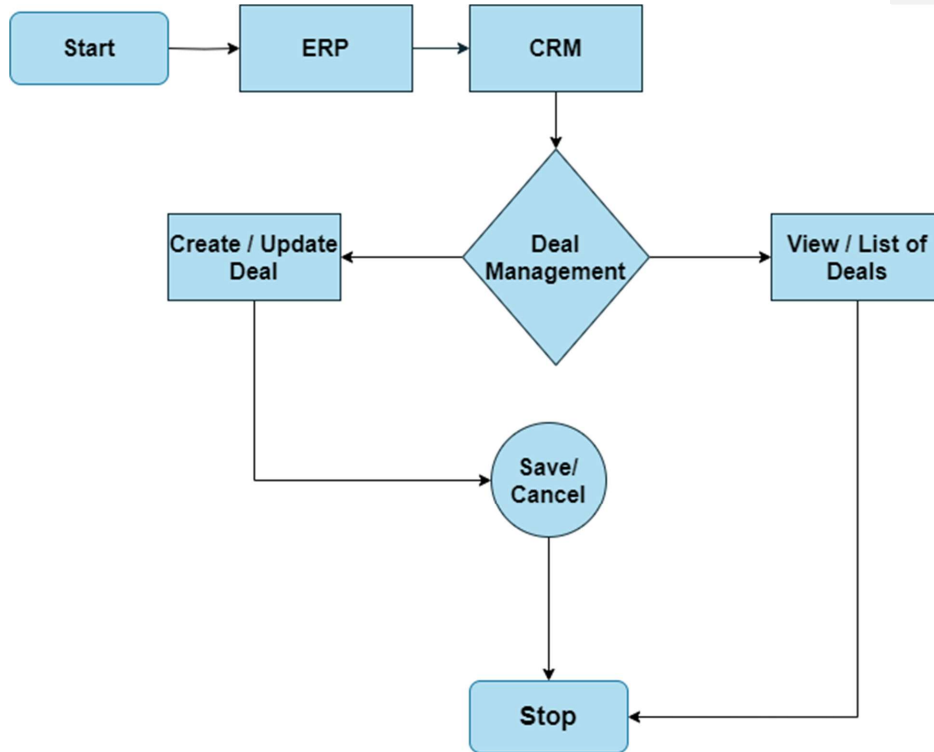 Start
ERP
CRM
Create / Update
Deal
Deal
Management
View / List of
Deals
Save/
Cancel
Stop